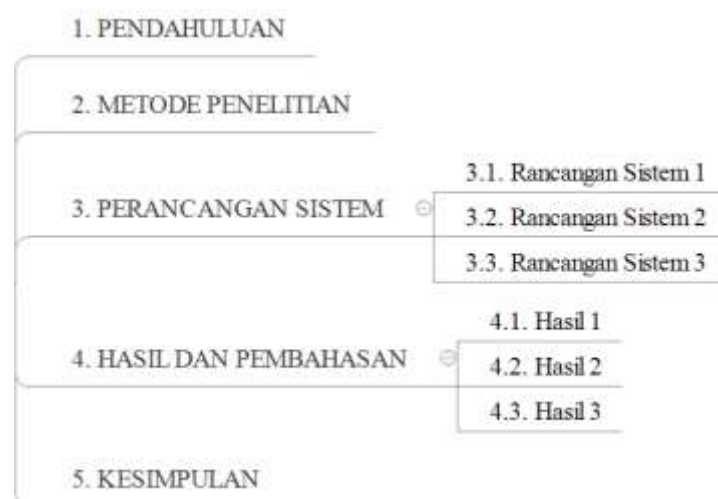 1. PENDAHULUAN
2. METODE PENELITIAN
3. PERANCANGAN SISTEM
3.1. Rancangan Sistem 1
3.2. Rancangan Sistem 2
3.3. Rancangan Sistem 3
4. HASIL DAN PEMBAHASAN
4.1. Hasil 1
4.2. Hasil 2
4.3. Hasil 3
5. KESIMPULAN